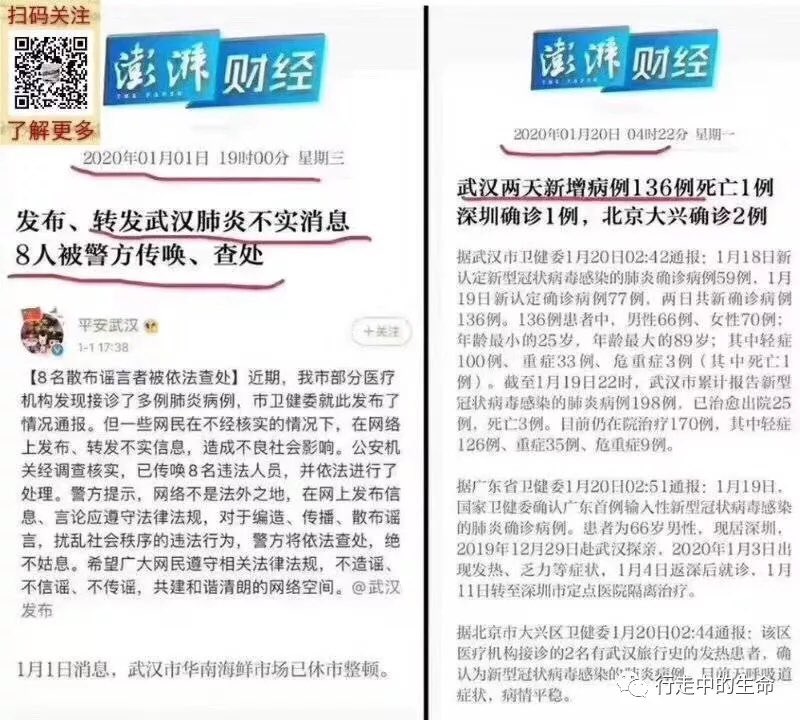 扫码关注
了解更多
澎湃财经
THE PAPER
2020年01月01日 19时00分 星期三
发布、转发武汉肺炎不实消息
8人被警方传唤、查处
平安武汉
1-1 17:38
+关注
【8名散布谣言者被依法查处】近期，我市部分医疗
机构发现接诊了多例肺炎病例，市卫健委就此发布了
情况通报。但一些网民在不经核实的情况下，在网络
上发布、转发不实信息，造成不良社会影响。公安机
关经调查核实，已传唤8名违法人员，并依法进行了
处理。警方提示，网络不是法外之地，在网上发布信
息、言论应遵守法律法规，对于编造、传播、散布谣
言，扰乱社会秩序的违法行为，警方将依法查处，绝
不姑息。希望广大网民遵守相关法律法规，不造谣、
不信谣、不传谣，共建和谐清朗的网络空间。@武汉
发布
1月1日消息，武汉市华南海鲜市场已休市整顿。
澎湃财经
THE PAPER
2020年01月20日 04时22分 星期一
武汉两天新增病例136例死亡1例
深圳确诊1例，北京大兴确诊2例
据武汉市卫健委1月20日02:42通报：1月18日新
认定新型冠状病毒感染的肺炎确诊病例59例，1月
19日新认定确诊病例77例，两日共新确诊病例
136例。136例患者中，男性66例、女性70例；
年龄最小的25岁，年龄最大的89岁；其中轻症
100例、重症33例、危重症3例（其中死亡1
例）。截至1月19日22时，武汉市累计报告新型
冠状病毒感染的肺炎病例198例，已治愈出院25
例，死亡3例。目前仍在院治疗170例，其中轻症
126例、重症35例、危重症9例。
据广东省卫健委1月20日02:51通报：1月19日，
国家卫健委确认广东首例输入性新型冠状病毒感染
的肺炎确诊病例。患者为66岁男性，现居深圳，
2019年12月29日赴武汉探亲，2020年1月3日出
现发热、乏力等症状，1月4日返深后就诊，1月
11日转至深圳市定点医院隔离治疗。
据北京市大兴区卫健委1月20日02:44通报：该区
医疗机构接诊的2名有武汉旅行史的发热患者，确
认为新型冠状病毒感染的肺炎病例。目前无呼吸道
症状，病情平稳。
行走中的生命